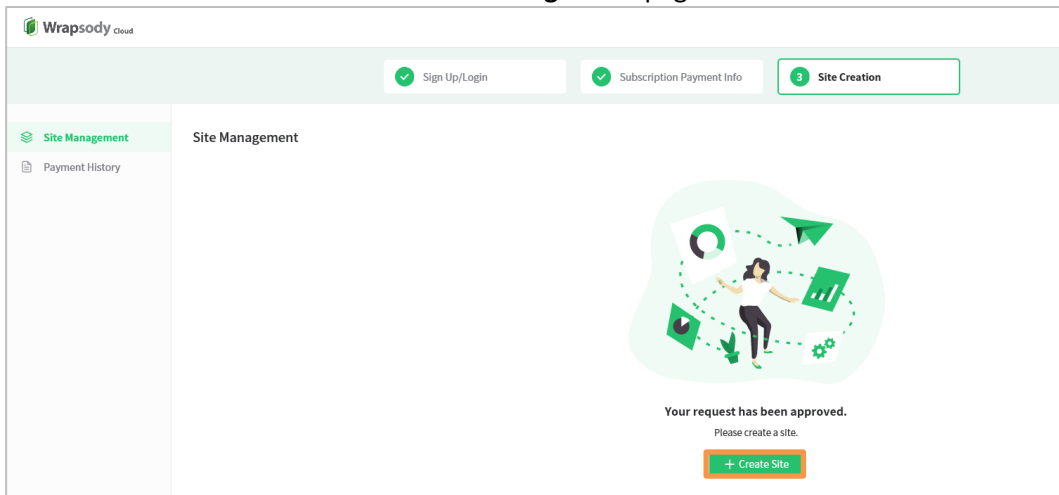 Wrapsody Cloud
Sign Up/Login
Subscription Payment Info
3 Site Creation
Site Management
Payment History
Site Management
Your request has been approved.
Please create a site.
+ Create Site